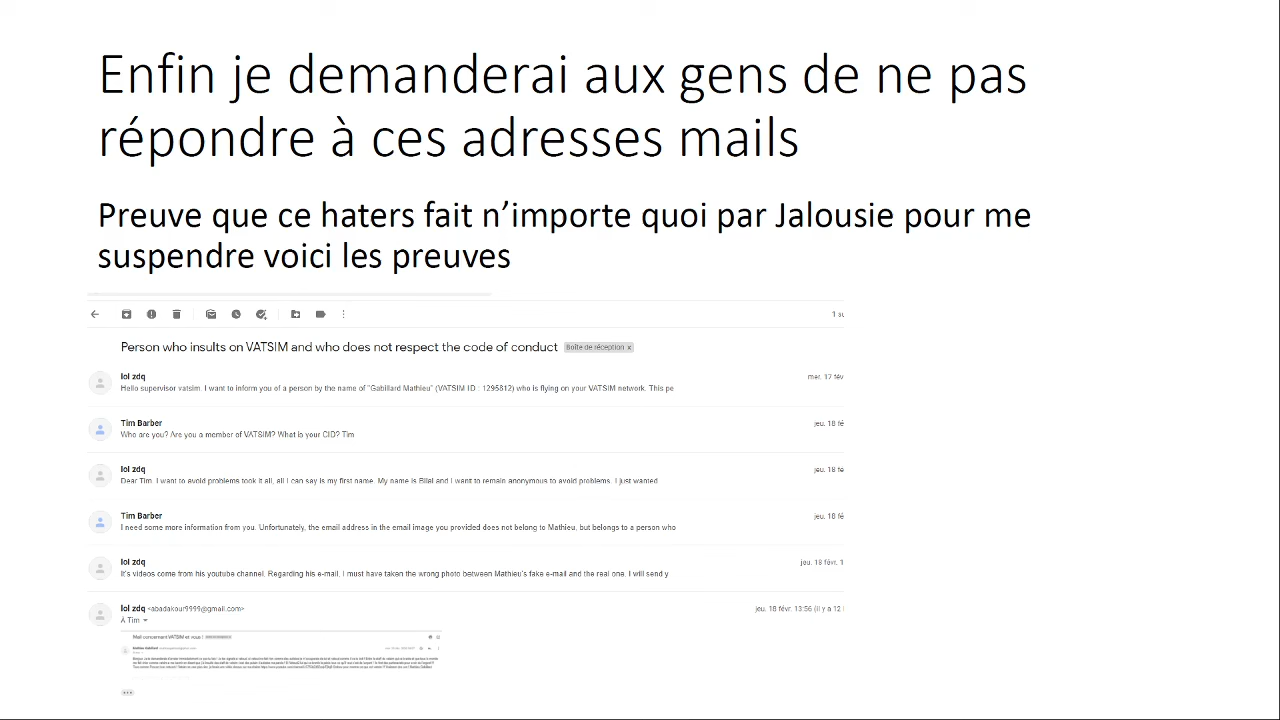 Enfin je demanderai aux gens de ne pas
répondre à ces adresses mails
Preuve que ce haters fait n’importe quoi par Jalousie pour me
suspendre voici les preuves
1 su
Person who insults on VATSIM and who does not respect the code of conduct Boîte de réception x
lol zdq mer. 17 fév
Hello supervisor vatsim. I want to inform you of a person by the name of "Gabillard Mathieu" (VATSIM ID : 1295812) who is flying on your VATSIM network. This pe
Tim Barber jeu. 18 fé
Who are you? Are you a member of VATSIM? What is your CID? Tim
lol zdq jeu. 18 fé
Dear Tim. I want to avoid problems took it all, all I can say is my first name. My name is Bilel and I want to remain anonymous to avoid problems. I just wanted
Tim Barber jeu. 18 fé
I need some more information from you. Unfortunately, the email address in the email image you provided does not belong to Mathieu, but belongs to a person who
lol zdq jeu. 18 févr. 1
It's videos come from his youtube channel. Regarding his e-mail, I must have taken the wrong photo between Mathieu's fake e-mail and the real one. I will send y
lol zdq <abadakour9999@gmail.com> jeu. 18 févr. 13:56 (il y a 12
À Tim
Mail concernant VATSIM et vous !